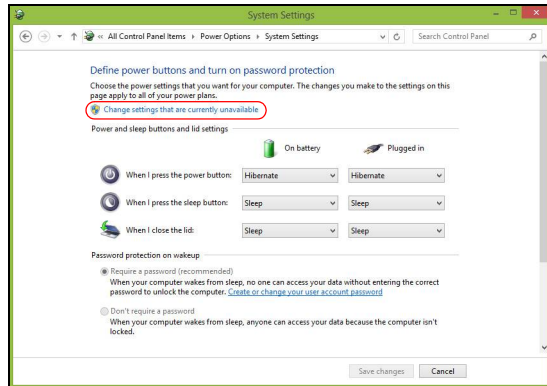 System Settings
« All Control Panel Items ▸ Power Options ▸ System Settings
Search Control Panel
Define power buttons and turn on password protection
Choose the power settings that you want for your computer. The changes you make to the settings on this
page apply to all of your power plans.
Change settings that are currently unavailable
Power and sleep buttons and lid settings
On battery Plugged in
When I press the power button: Hibernate Hibernate
When I press the sleep button: Sleep Sleep
When I close the lid: Sleep Sleep
Password protection on wakeup
Require a password (recommended)
When your computer wakes from sleep, no one can access your data without entering the correct
password to unlock the computer. Create or change your user account password
Don't require a password
When your computer wakes from sleep, anyone can access your data because the computer isn't
locked.
Save changes Cancel